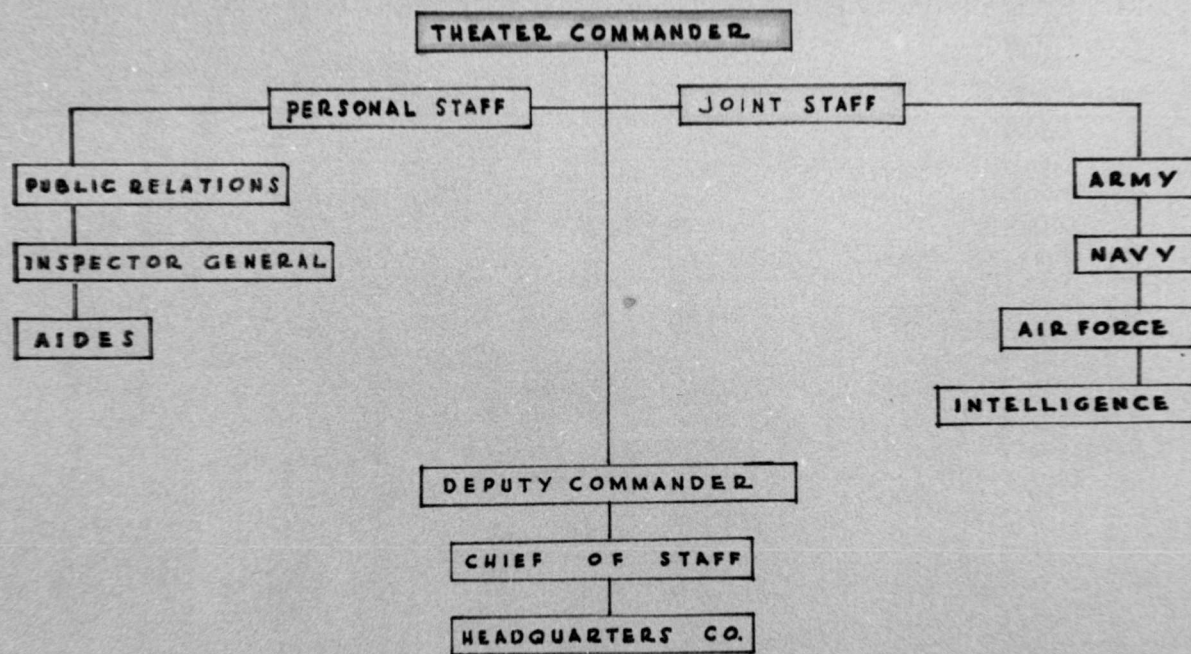 THEATER COMMANDER
PERSONAL STAFF
JOINT STAFF
PUBLIC RELATIONS
ARMY
INSPECTOR GENERAL
NAVY
AIDES
AIR FORCE
INTELLIGENCE
DEPUTY COMMANDER
CHIEF OF STAFF
HEADQUARTERS CO.